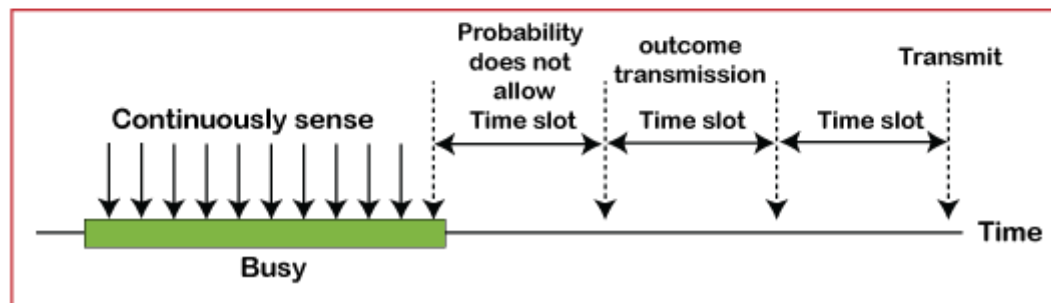 Probability
does not
allow
Time slot
outcome
transmission
Time slot
Transmit
Time slot
Continuously sense
Time
Busy